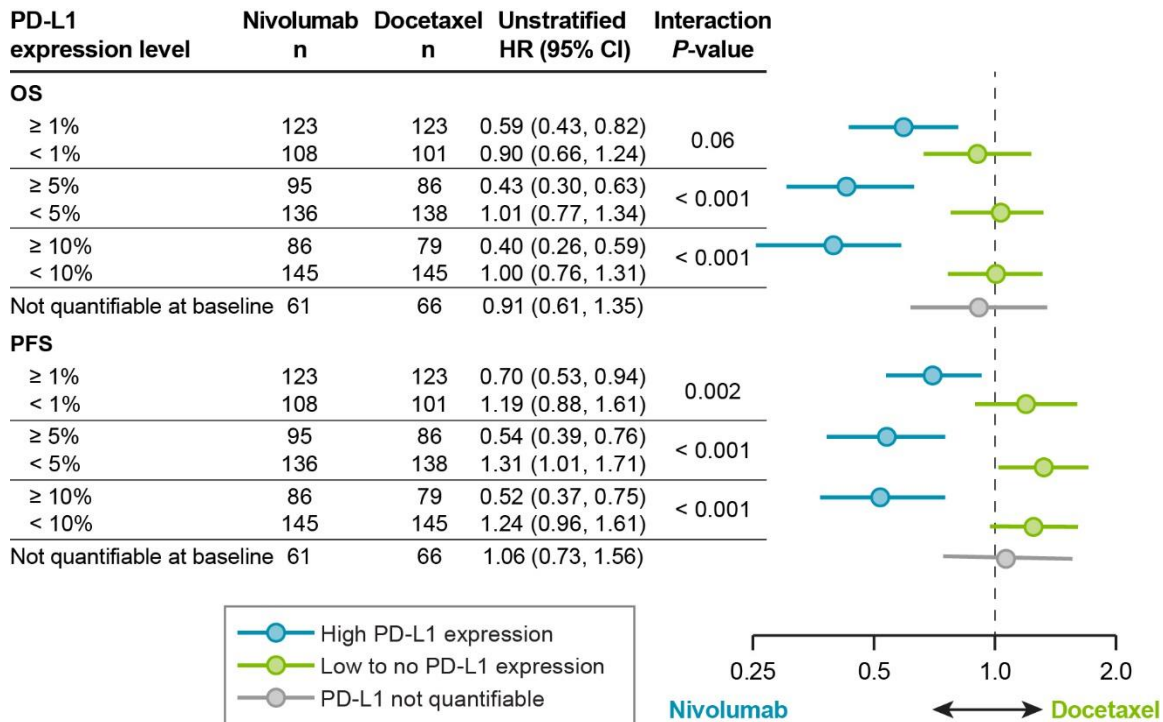 PD-L1 expression level Nivolumab n Docetaxel n Unstratified HR (95% CI) Interaction P-value
OS
≥ 1% 123 123 0.59 (0.43, 0.82) 0.06
< 1% 108 101 0.90 (0.66, 1.24)
≥ 5% 95 86 0.43 (0.30, 0.63) < 0.001
< 5% 136 138 1.01 (0.77, 1.34)
≥ 10% 86 79 0.40 (0.26, 0.59) < 0.001
< 10% 145 145 1.00 (0.76, 1.31)
Not quantifiable at baseline 61 66 0.91 (0.61, 1.35)
PFS
≥ 1% 123 123 0.70 (0.53, 0.94) 0.002
< 1% 108 101 1.19 (0.88, 1.61)
≥ 5% 95 86 0.54 (0.39, 0.76) < 0.001
< 5% 136 138 1.31 (1.01, 1.71)
≥ 10% 86 79 0.52 (0.37, 0.75) < 0.001
< 10% 145 145 1.24 (0.96, 1.61)
Not quantifiable at baseline 61 66 1.06 (0.73, 1.56)
High PD-L1 expression
Low to no PD-L1 expression
PD-L1 not quantifiable
0.25 0.5 1.0 2.0
Nivolumab Docetaxel